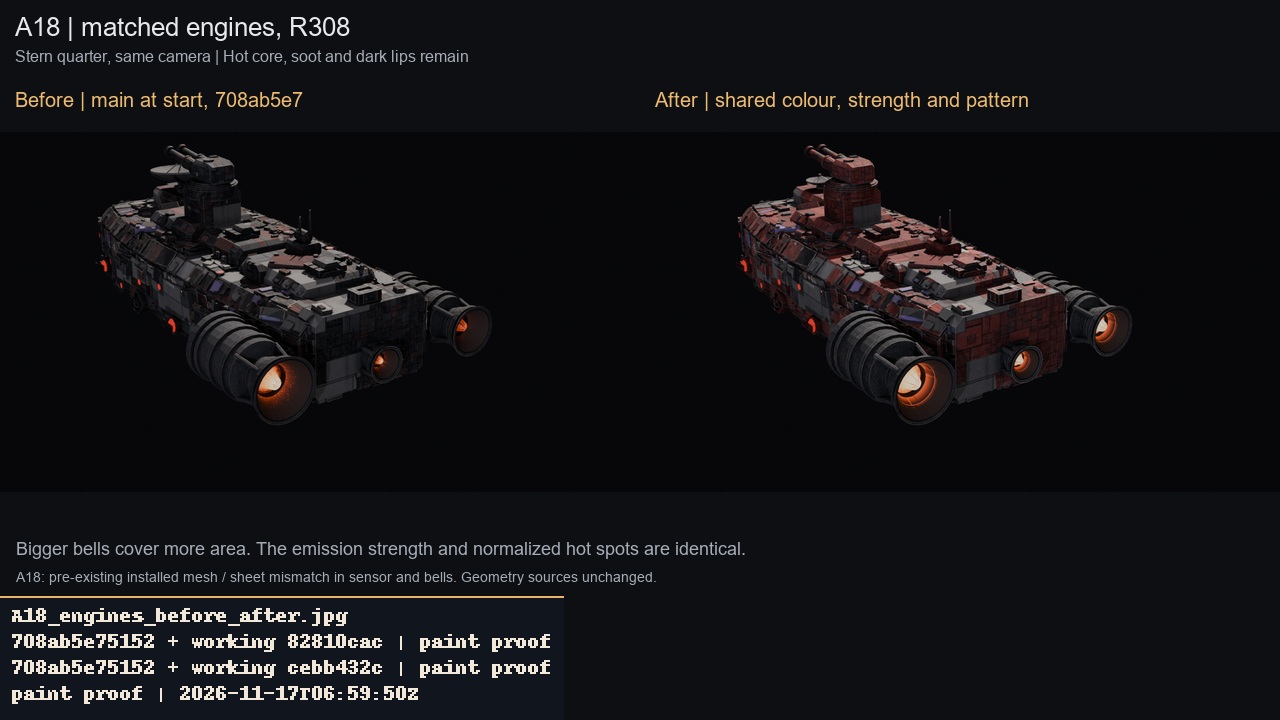 A18 | matched engines, R308
Stern quarter, same camera | Hot core, soot and dark lips remain
Before | main at start, 708ab5e7
After | shared colour, strength and pattern
Bigger bells cover more area. The emission strength and normalized hot spots are identical.
A18: pre-existing installed mesh / sheet mismatch in sensor and bells. Geometry sources unchanged.
A18_engines_before_after.jpg
708ab5e75152 + working 82810cac | paint proof
708ab5e75152 + working cebb432c | paint proof
paint proof | 2026-11-17T06:59:50Z